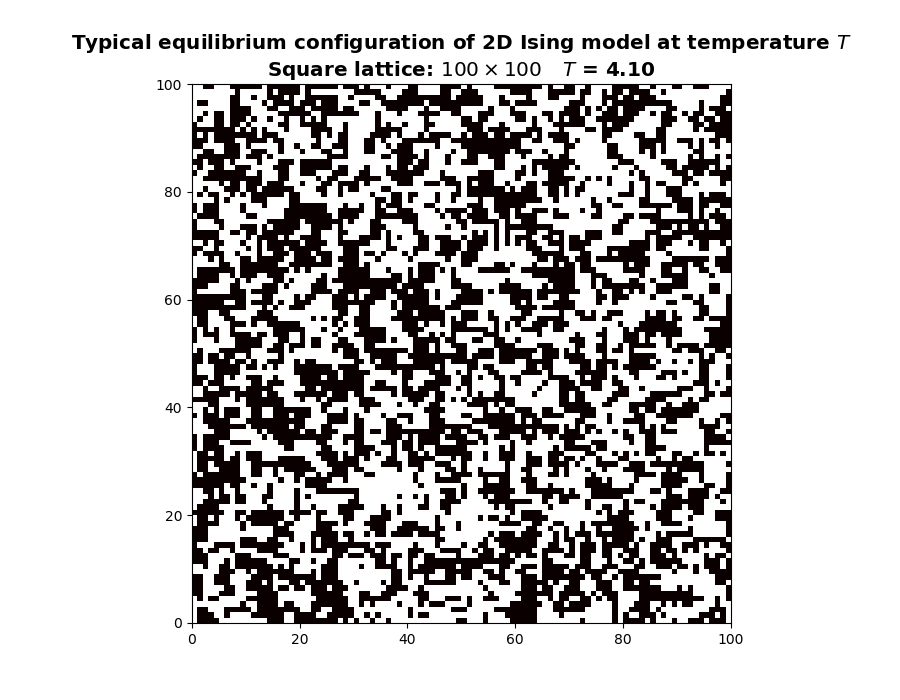 Typical equilibrium configuration of 2D Ising model at temperature T
Square lattice: 100 × 100 T = 4.10
100
80
60
40
20
0
0 20 40 60 80 100